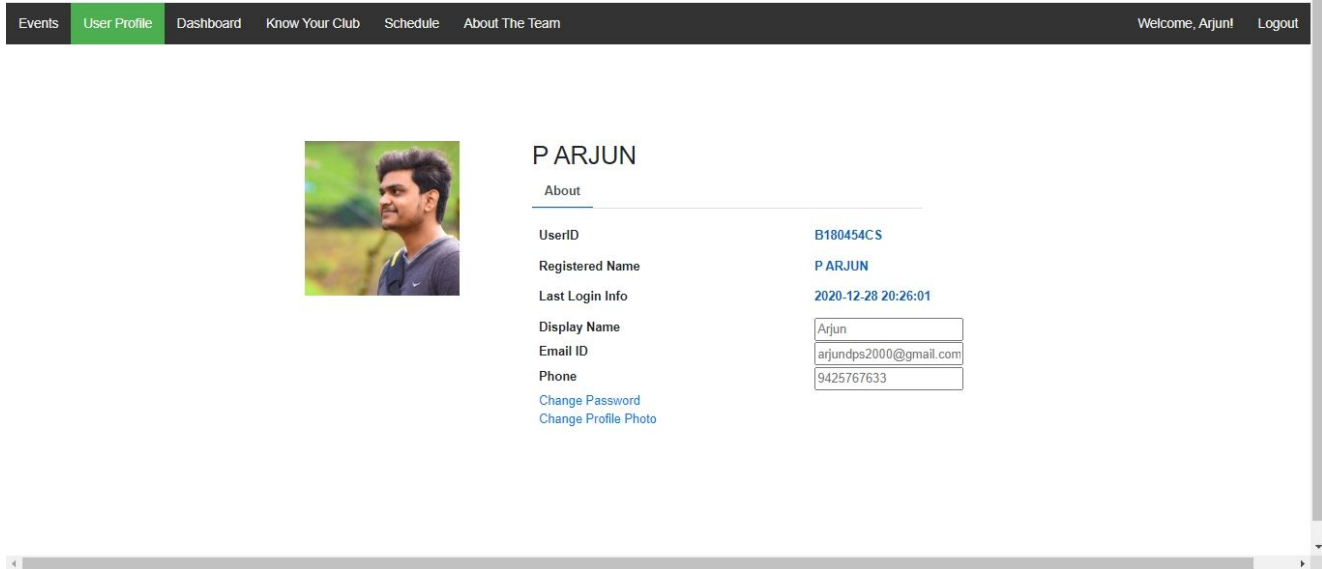 Events User Profile Dashboard Know Your Club Schedule About The Team Welcome, Arjun! Logout
P ARJUN
About
UserID B180454CS
Registered Name P ARJUN
Last Login Info 2020-12-28 20:26:01
Display Name Arjun
Email ID arjundps2000@gmail.com
Phone 9425767633
Change Password
Change Profile Photo